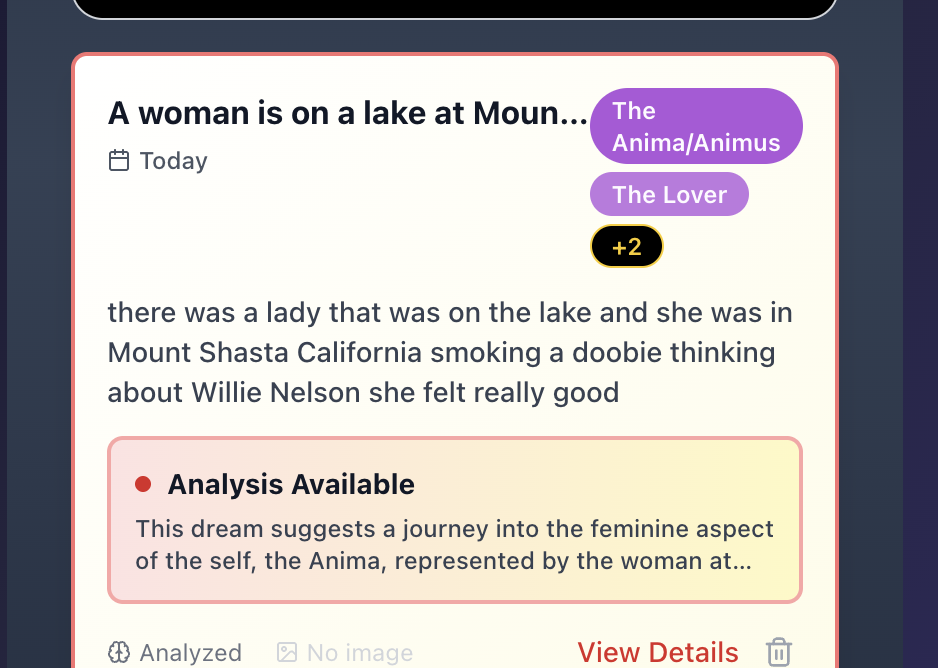 A woman is on a lake at Moun...
The
Anima/Animus
Today
The Lover
+2
there was a lady that was on the lake and she was in
Mount Shasta California smoking a doobie thinking
about Willie Nelson she felt really good
Analysis Available
This dream suggests a journey into the feminine aspect
of the self, the Anima, represented by the woman at...
Analyzed
No image
View Details